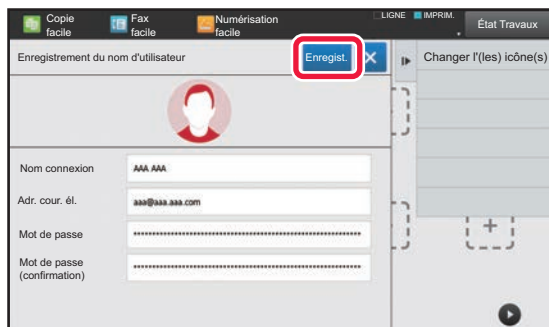 Copie facile
Fax facile
Numérisation facile
LIGNE
IMPRIM.
État Travaux
Enregistrement du nom d'utilisateur
Enregist.
Changer l'(les) icône(s)
Nom connexion
AAA AAA
Adr. cour. él.
aaa@aaa.aaa.com
Mot de passe
Mot de passe
(confirmation)